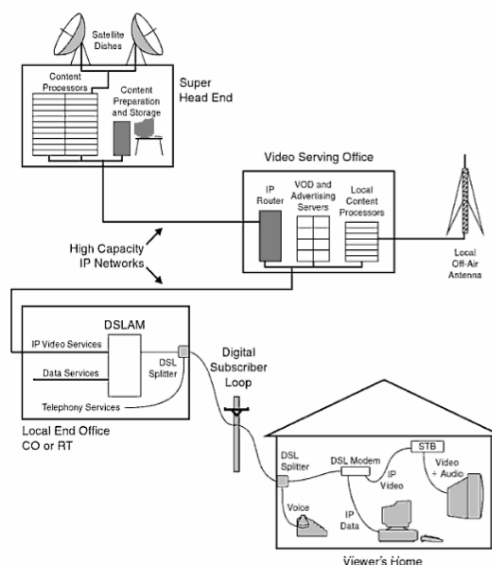 Satellite
Dishes
Content
Processors
Content
Preparation
and Storage
Super
Head End
Video Serving Office
IP
Router
VOD and
Advertising
Servers
Local
Content
Processors
High Capacity
IP Networks
Local
Off-Air
Antenna
DSLAM
IP Video Services
Data Services
Telephony Services
DSL
Splitter
Local End Office
CO or RT
Digital
Subscriber
Loop
DSL
Splitter
DSL Modem
STB
Video
+ Audio
IP
Video
Voice
IP
Data
Viewer's Home